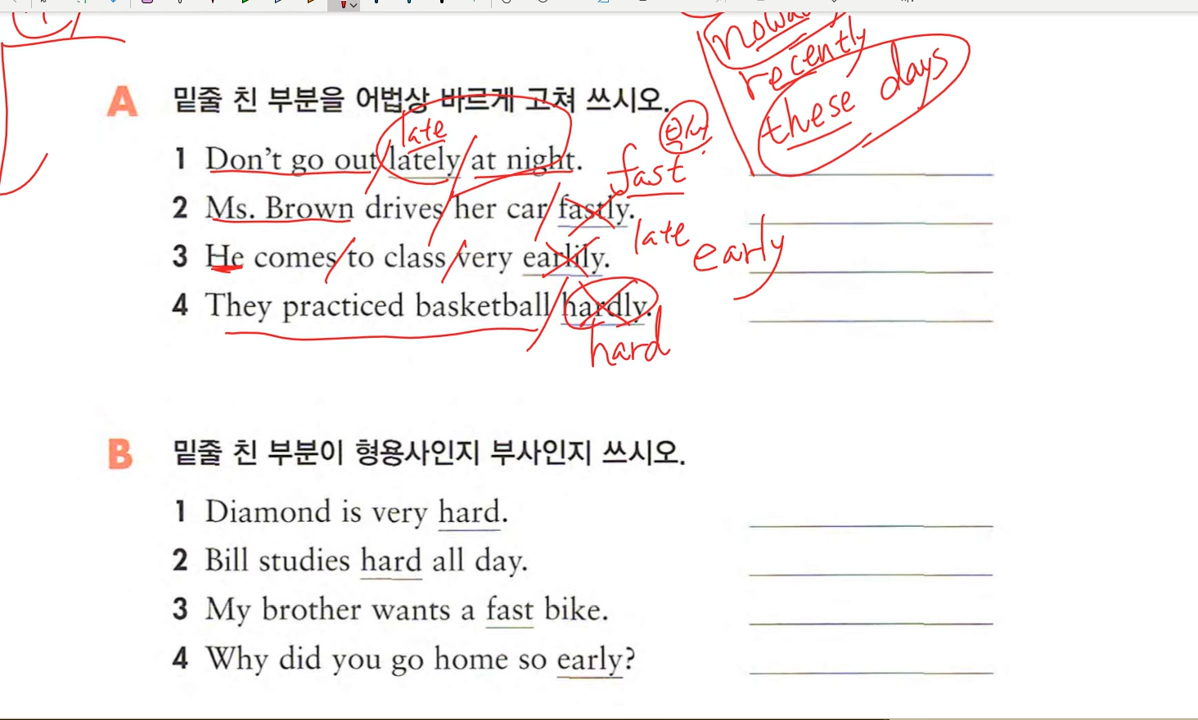 recently
these days
A 밑줄 친 부분을 어법상 바르게 고쳐 쓰시오.
late
1 Don't go out lately at night.
fast
2 Ms. Brown drives her car fastly.
late early
3 He comes to class very earlily.
4 They practiced basketball hardly.
hard
B 밑줄 친 부분이 형용사인지 부사인지 쓰시오.
1 Diamond is very hard.
2 Bill studies hard all day.
3 My brother wants a fast bike.
4 Why did you go home so early?